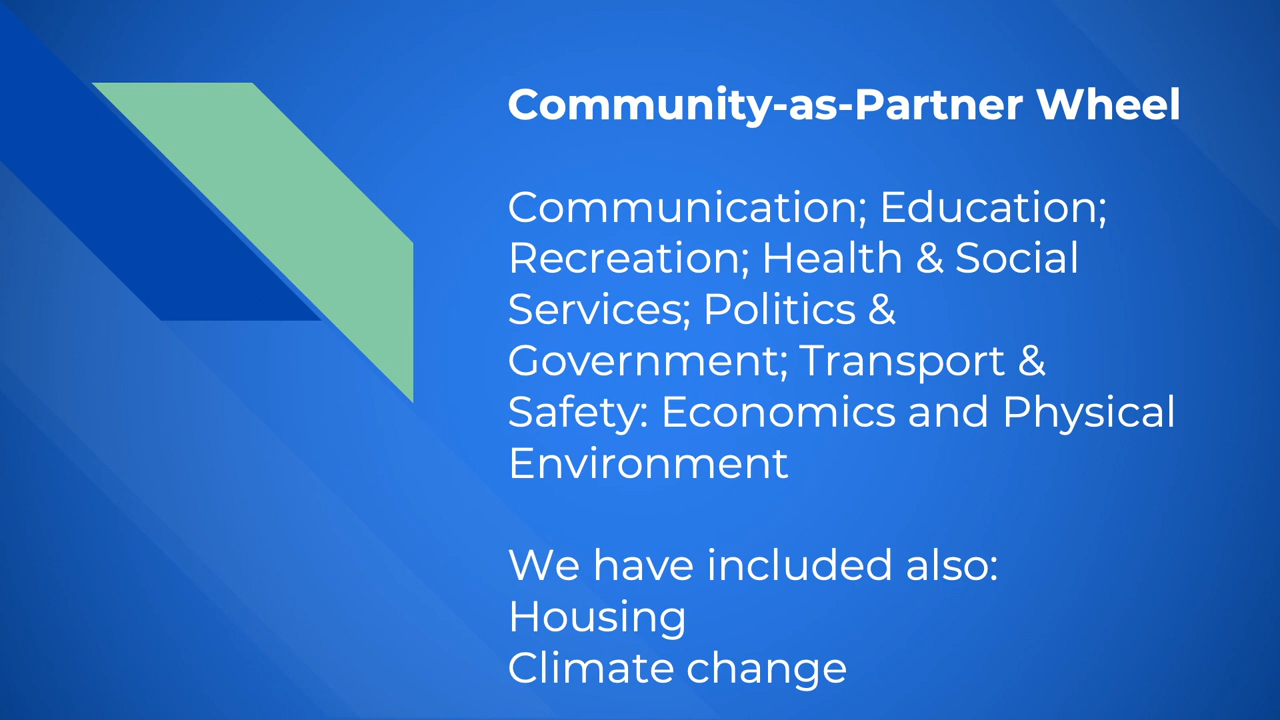 Community-as-Partner Wheel
Communication; Education;
Recreation; Health & Social
Services; Politics &
Government; Transport &
Safety: Economics and Physical
Environment
We have included also:
Housing
Climate change